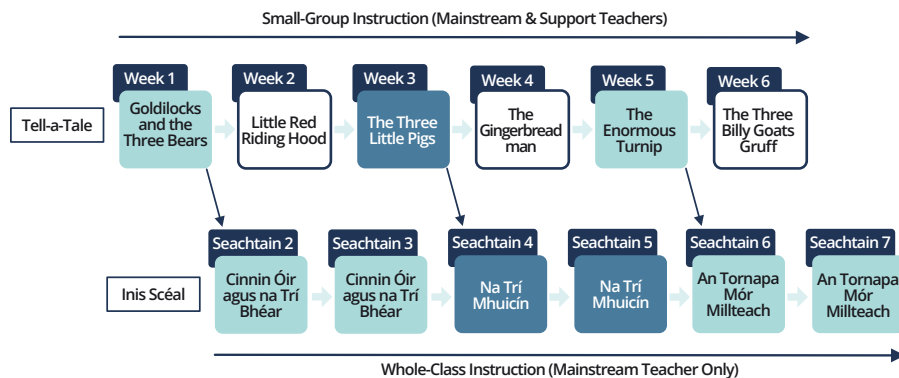 Small-Group Instruction (Mainstream & Support Teachers)
Week 1
Week 2
Week 3
Week 4
Week 5
Week 6
Tell-a-Tale
Goldilocks
and the
Three Bears
Little Red
Riding Hood
The Three
Little Pigs
The
Gingerbread
man
The
Enormous
Turnip
The Three
Billy Goats
Gruff
Seachtain 2
Seachtain 3
Seachtain 4
Seachtain 5
Seachtain 6
Seachtain 7
Inis Scéal
Cinnin Óir
agus na Trí
Bhéar
Cinnin Óir
agus na Trí
Bhéar
Na Trí
Mhuicín
Na Trí
Mhuicín
An Tornapa
Mór
Millteach
An Tornapa
Mór
Millteach
Whole-Class Instruction (Mainstream Teacher Only)